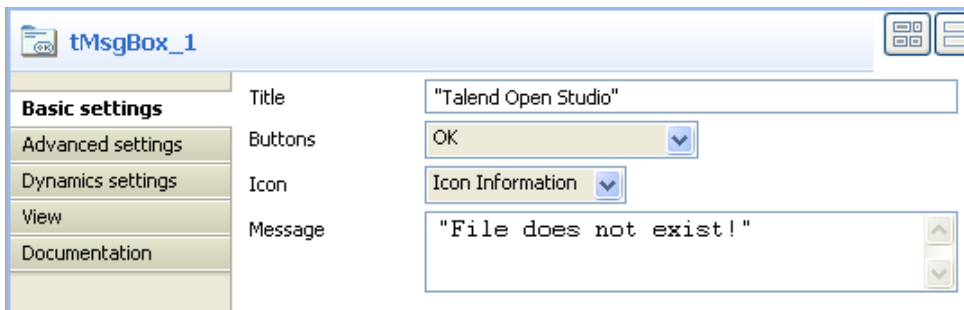 tMsgBox_1
Basic settings
Advanced settings
Dynamics settings
View
Documentation
Title "Talend Open Studio"
Buttons OK
Icon Icon Information
Message "File does not exist!"